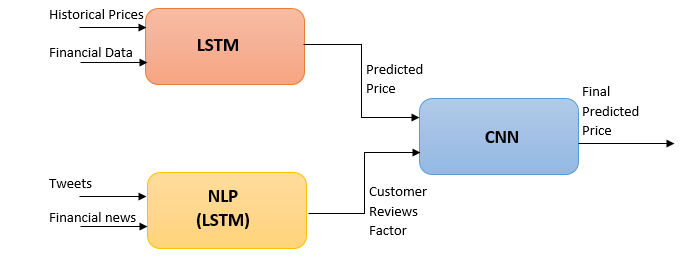 Historical Prices
Financial Data
LSTM
Predicted
Price
Final
Predicted
Price
CNN
Tweets
Financial news
NLP
(LSTM)
Customer
Reviews
Factor